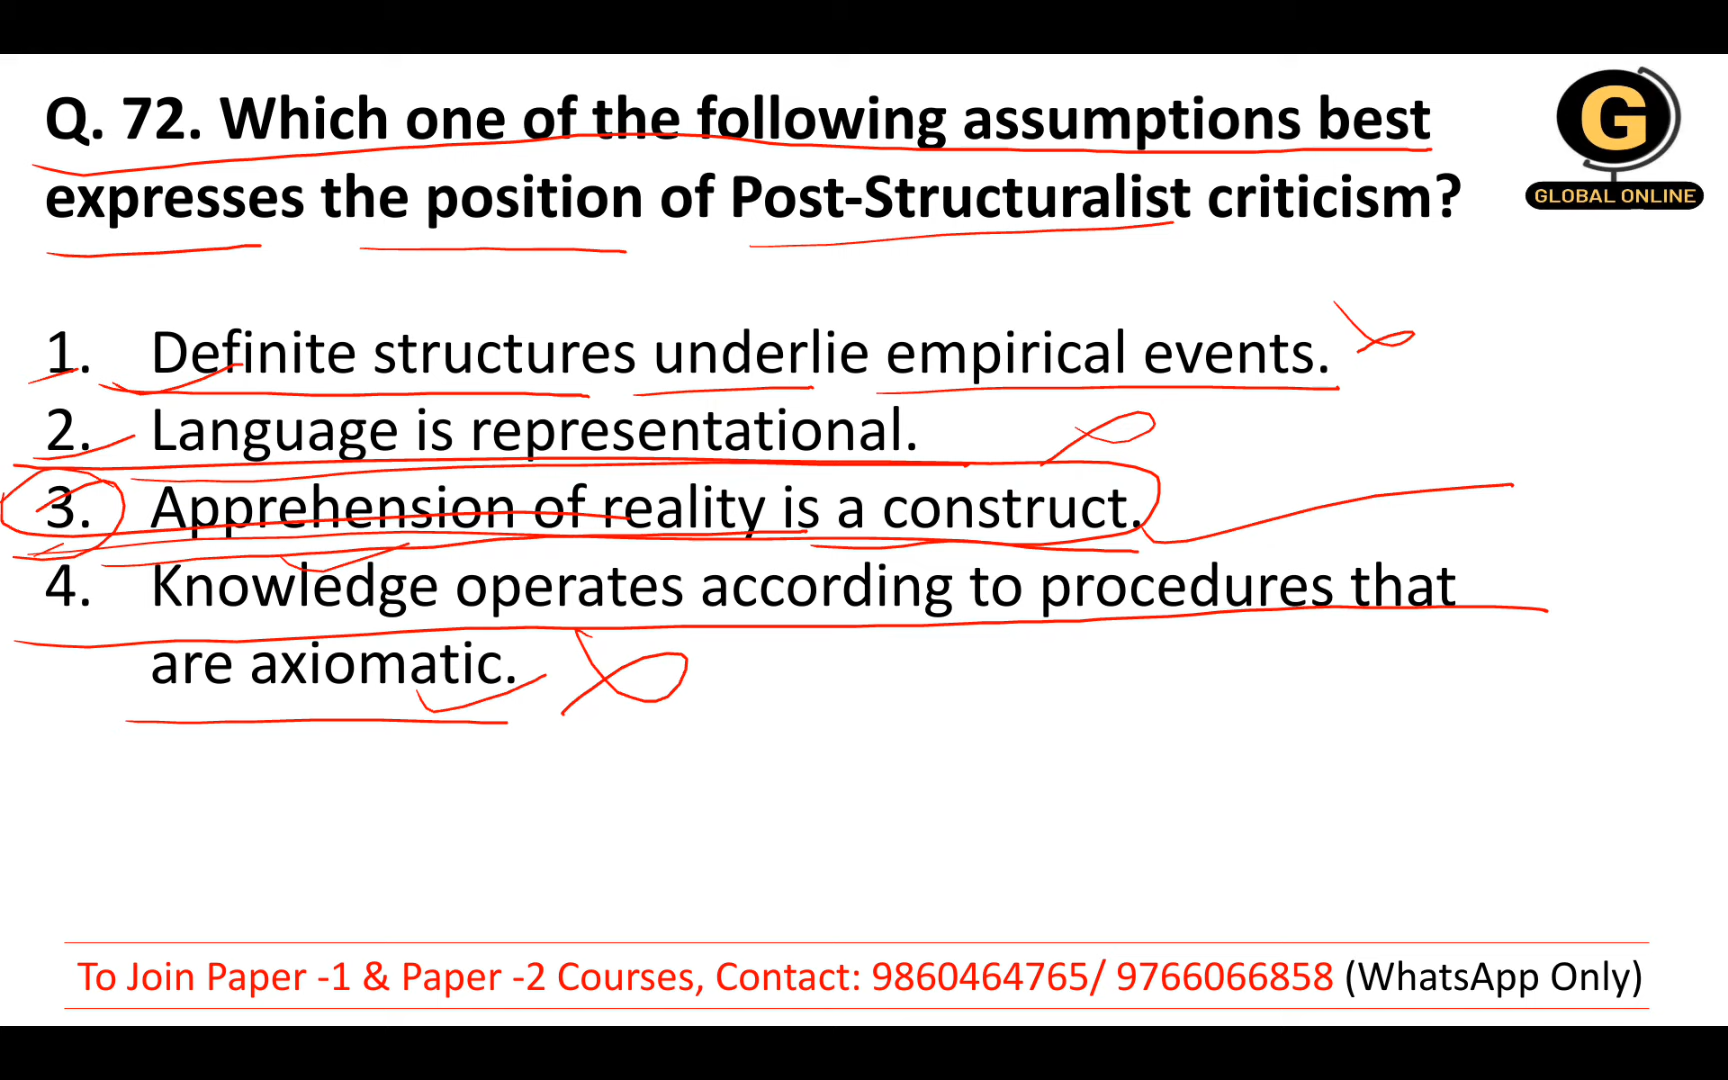 Q. 72. Which one of the following assumptions best
expresses the position of Post-Structuralist criticism?
G
GLOBAL ONLINE
1. Definite structures underlie empirical events.
2. Language is representational.
3. Apprehension of reality is a construct.
4. Knowledge operates according to procedures that
are axiomatic.
To Join Paper -1 & Paper -2 Courses, Contact: 9860464765/ 9766066858 (WhatsApp Only)